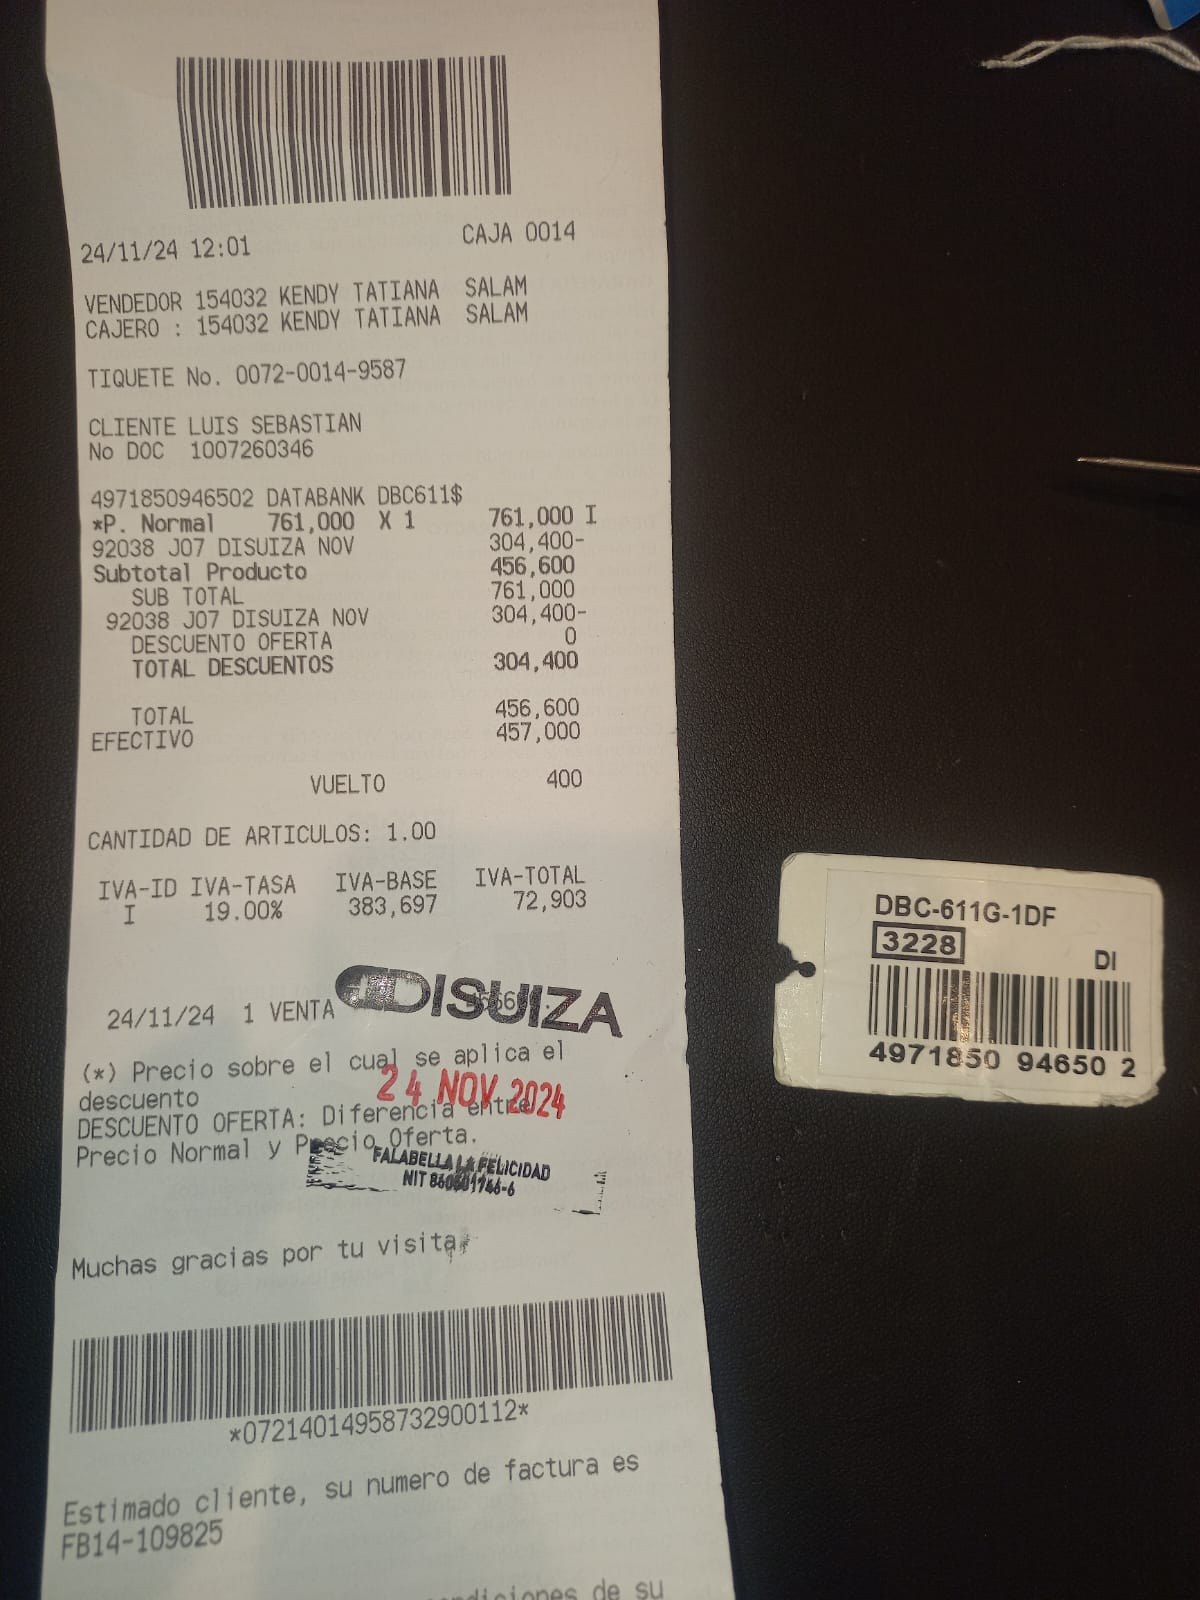 24/11/24 12:01 CAJA 0014
VENDEDOR 154032 KENDY TATIANA SALAM
CAJERO : 154032 KENDY TATIANA SALAM
TIQUETE No. 0072-0014-9587
CLIENTE LUIS SEBASTIAN
No DOC 1007260346
4971850946502 DATABANK DBC611$
*P. Normal 761,000 X 1 761,000 I
92038 J07 DISUIZA NOV 304,400-
Subtotal Producto 456,600
SUB TOTAL 761,000
92038 J07 DISUIZA NOV 304,400-
DESCUENTO OFERTA 0
TOTAL DESCUENTOS 304,400
TOTAL 456,600
EFECTIVO 457,000
VUELTO 400
CANTIDAD DE ARTICULOS: 1.00
IVA-ID IVA-TASA IVA-BASE IVA-TOTAL
I 19.00% 383,697 72,903
24/11/24 1 VENTA
DISUIZA
(*) Precio sobre el cual se aplica el
descuento
24 NOV 2024
DESCUENTO OFERTA: Diferencia entre
Precio Normal y Precio Oferta.
FALABELLA LA FELICIDAD
NIT
Muchas gracias por tu visita
*07214014958732900112*
Estimado cliente, su numero de factura es
FB14-109825
de su
DBC-611G-1DF
3228
DI
4971850 94650 2